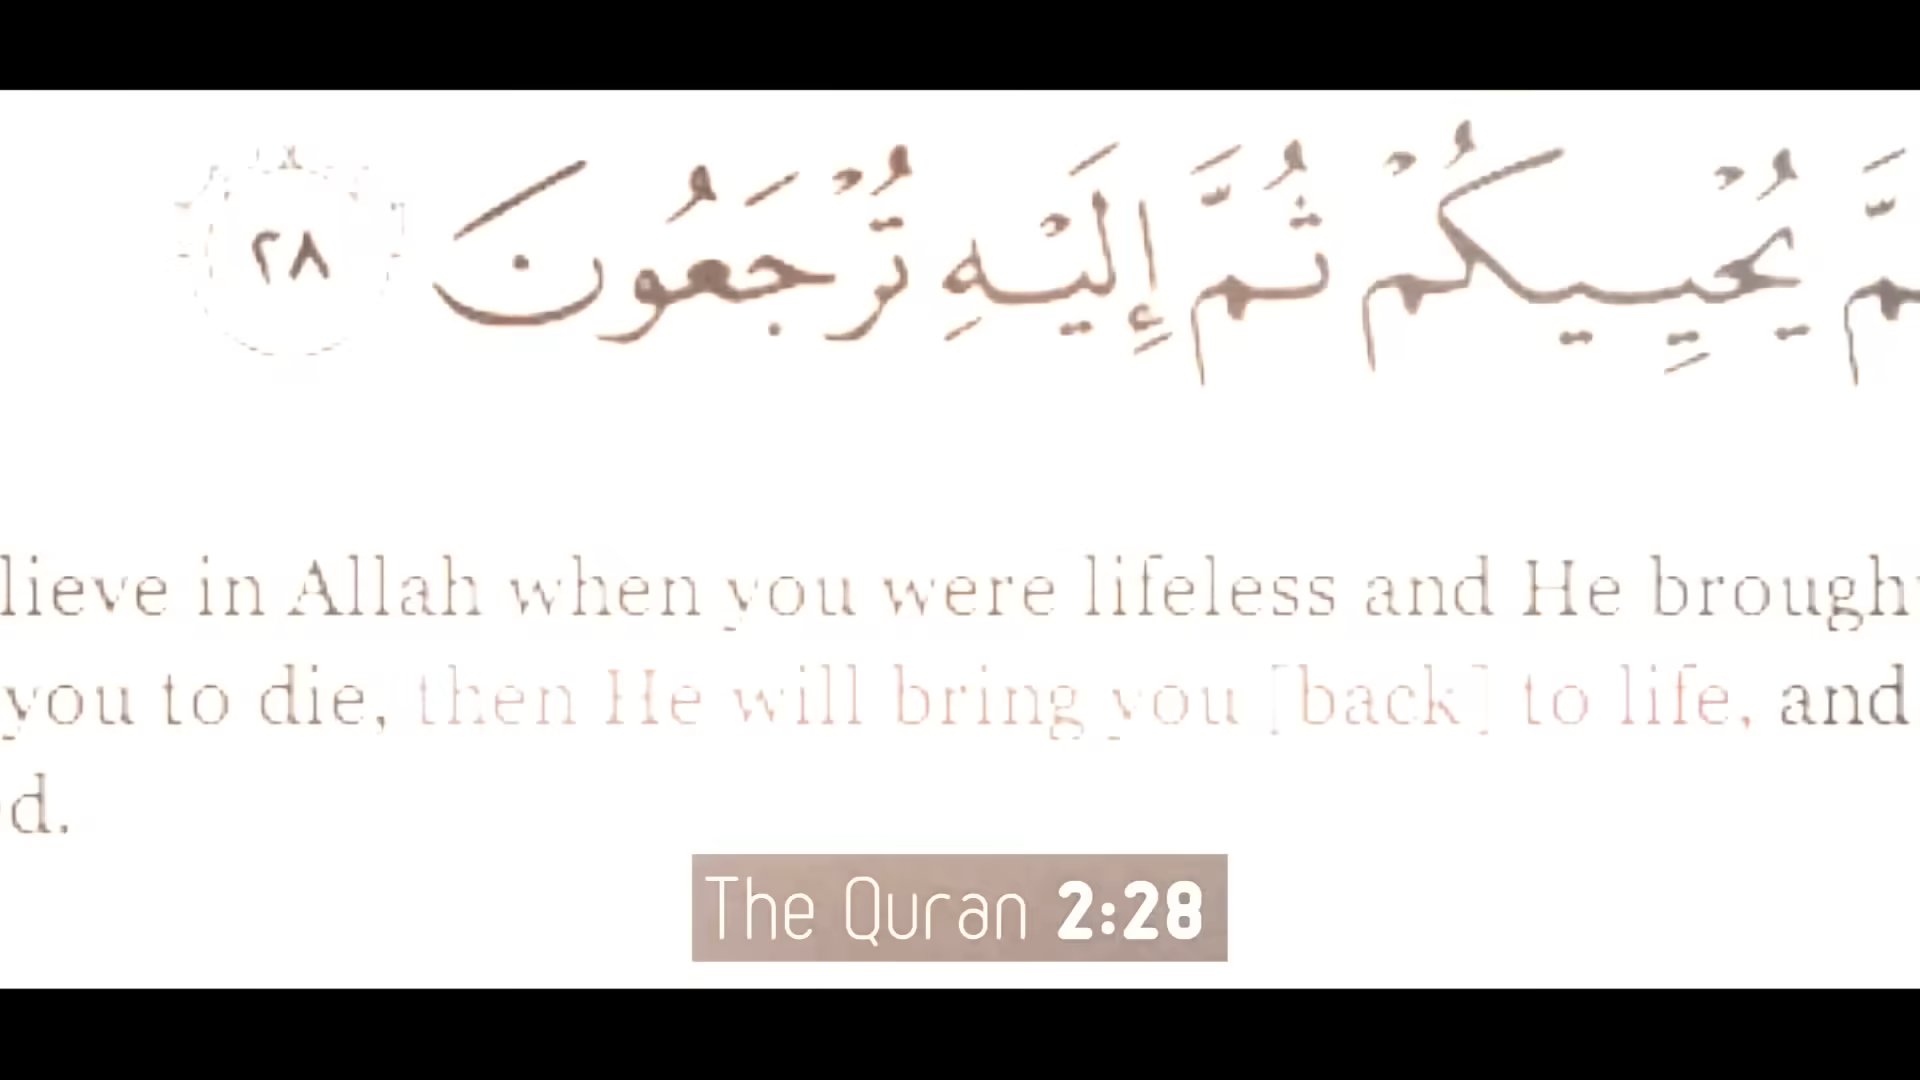 يُحْيِيكُمْ ثُمَّ إِلَيْهِ تُرْجَعُونَ ٢٨
lieve in Allah when you were lifeless and He brough
you to die, then He will bring you [back] to life, and
d.
The Quran 2:28